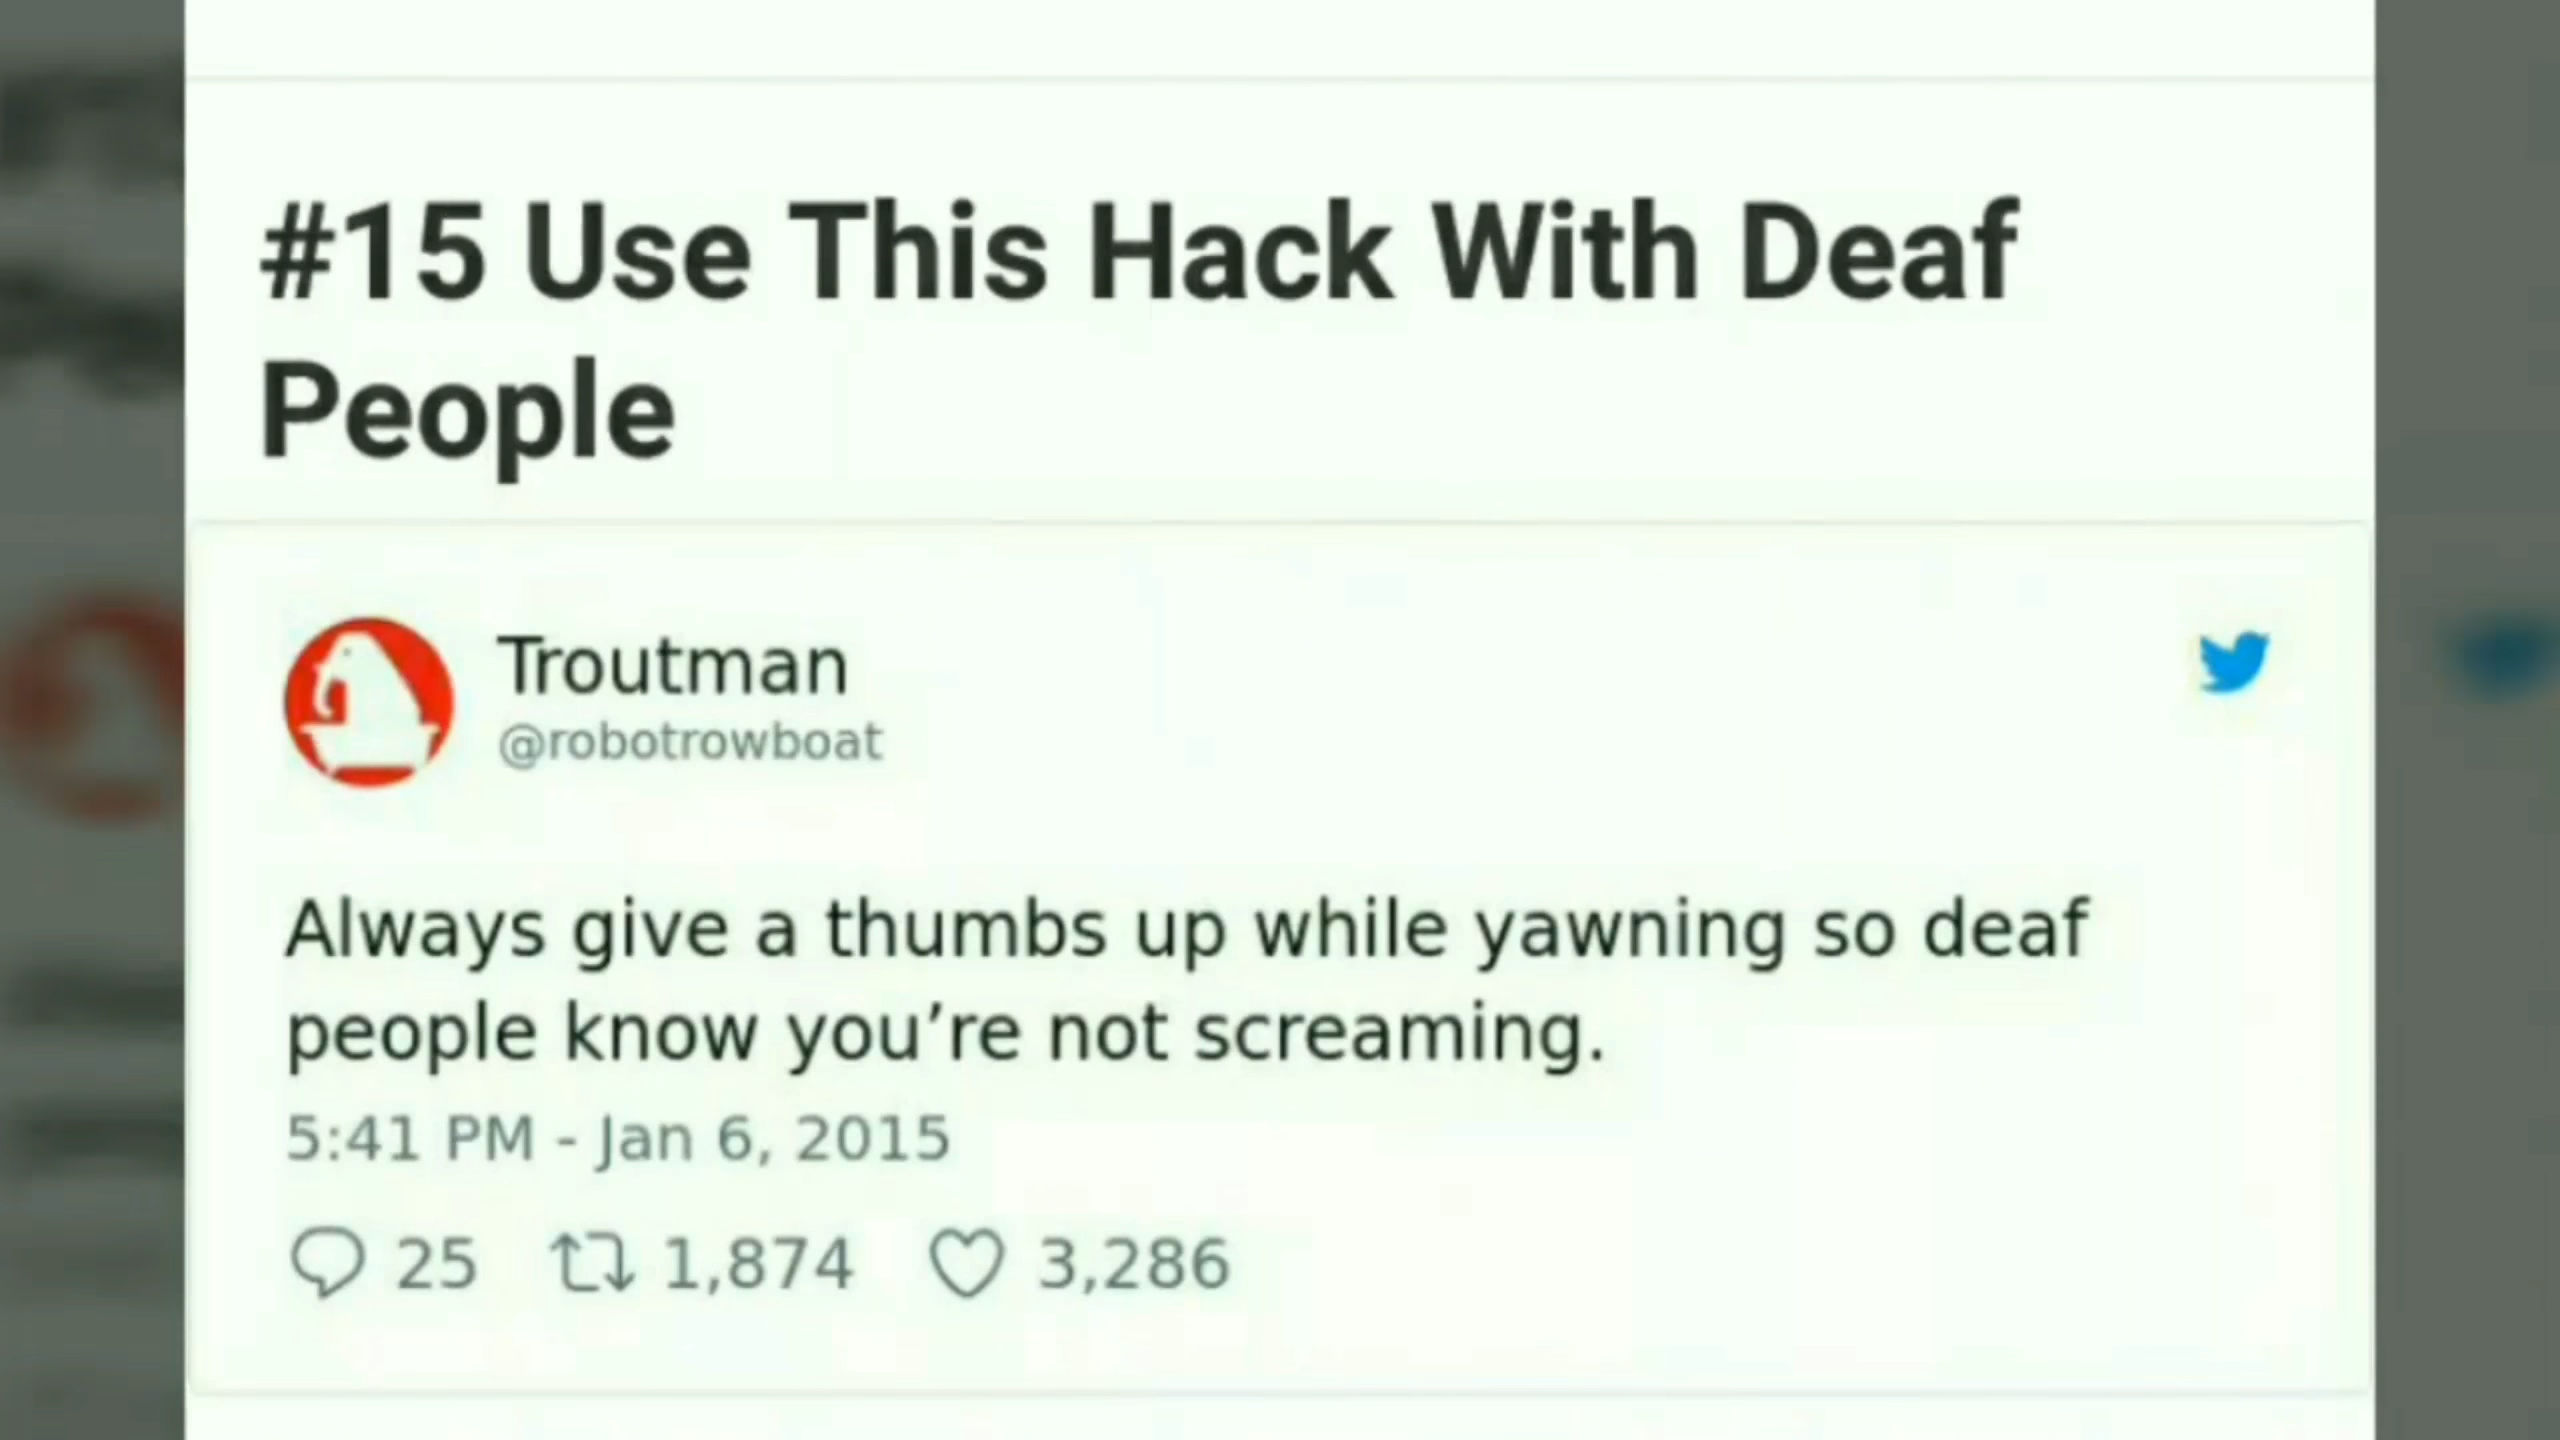 #15 Use This Hack With Deaf
People
Troutman
@robotrowboat
Always give a thumbs up while yawning so deaf
people know you’re not screaming.
5:41 PM - Jan 6, 2015
25 1,874 3,286